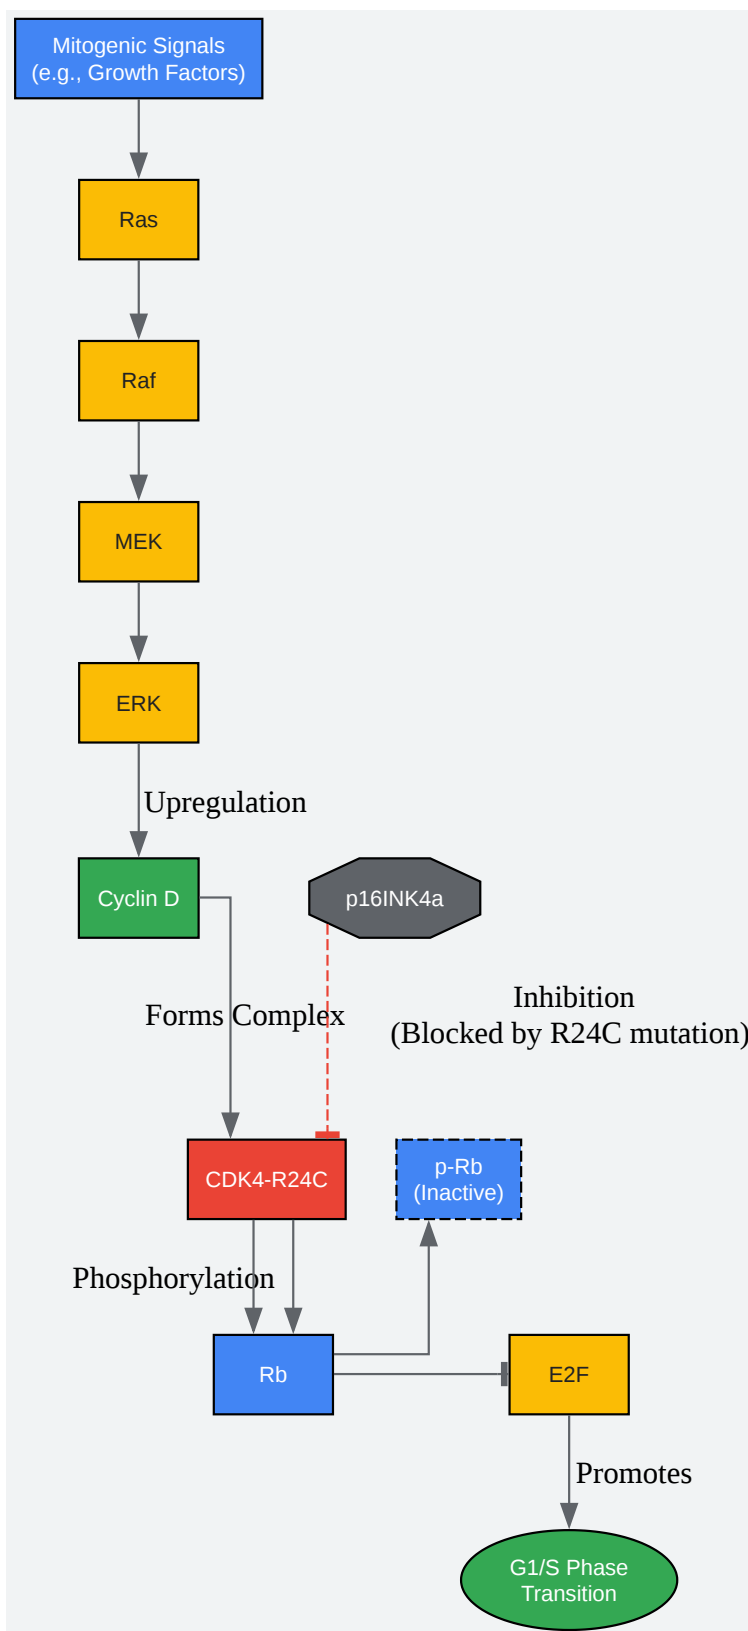 Mitogenic Signals
(e.g., Growth Factors)
Ras
Raf
MEK
ERK
Upregulation
Cyclin D
p16INK4a
Inhibition
(Blocked by R24C mutation)
Forms Complex
CDK4-R24C
p-Rb
(Inactive)
Phosphorylation
Rb
E2F
Promotes
G1/S Phase
Transition